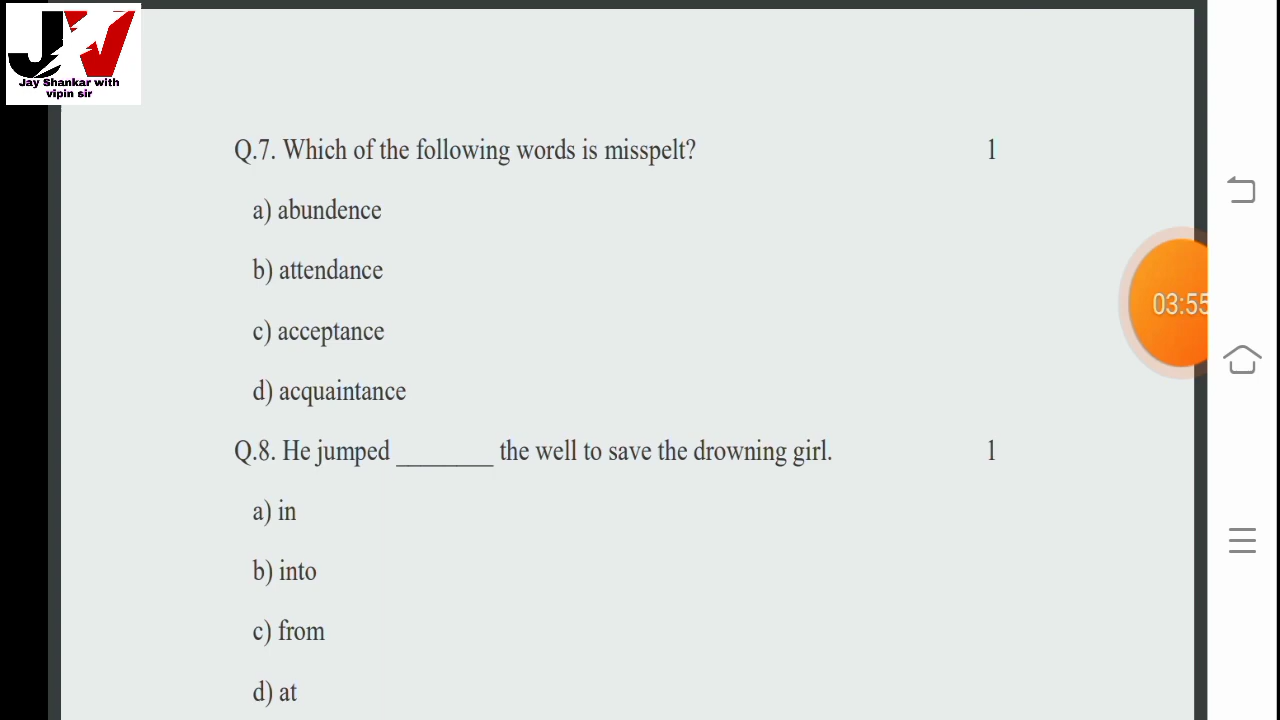 JV
Jay Shankar with
vipin sir
Q.7. Which of the following words is misspelt? 1
a) abundence
b) attendance
c) acceptance
d) acquaintance
Q.8. He jumped ________ the well to save the drowning girl. 1
a) in
b) into
c) from
d) at
03:55